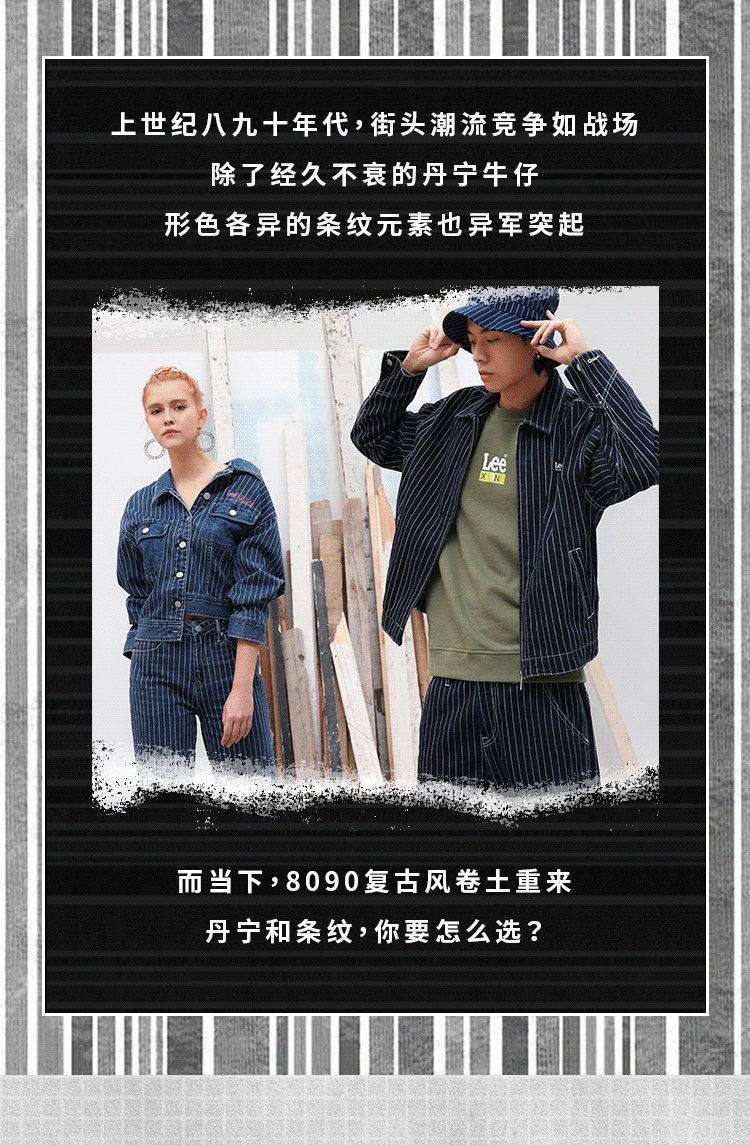 上世纪八九十年代，街头潮流竞争如战场
除了经久不衰的丹宁牛仔
形色各异的条纹元素也异军突起
Lee
而当下，8090复古风卷土重来
丹宁和条纹，你要怎么选？